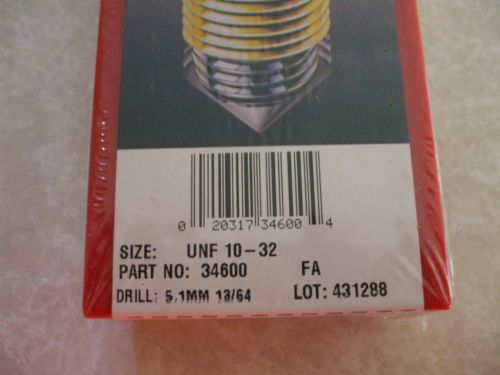 0 20317 34600 4
SIZE: UNF 10-32
PART NO: 34600 FA
DRILL: 5.1MM 13/64 LOT: 431288